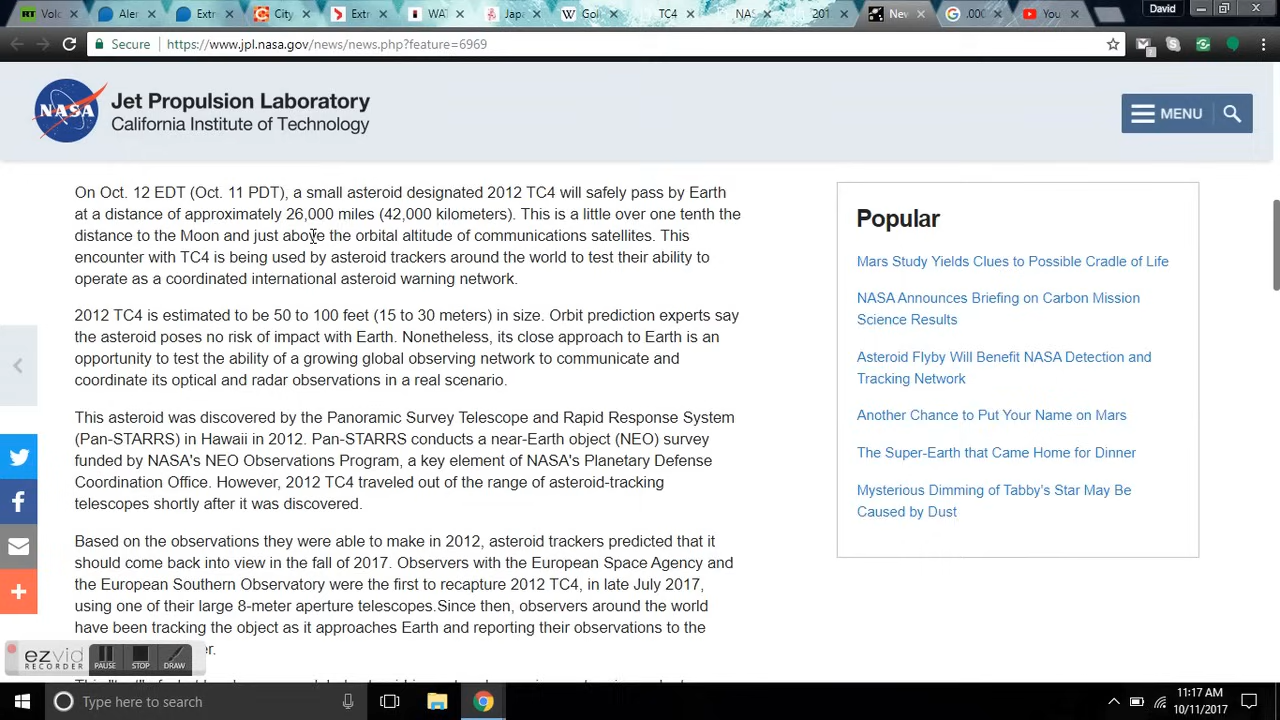 Vol
Aler
Extr
City
Extr
WAT
Jap
Gol
TC4
NAS
201
Nev
.000
You
David
Secure
https://www.jpl.nasa.gov/news/news.php?feature=6969
NASA
Jet Propulsion Laboratory
California Institute of Technology
MENU
On Oct. 12 EDT (Oct. 11 PDT), a small asteroid designated 2012 TC4 will safely pass by Earth
at a distance of approximately 26,000 miles (42,000 kilometers). This is a little over one tenth the
distance to the Moon and just above the orbital altitude of communications satellites. This
encounter with TC4 is being used by asteroid trackers around the world to test their ability to
operate as a coordinated international asteroid warning network.
2012 TC4 is estimated to be 50 to 100 feet (15 to 30 meters) in size. Orbit prediction experts say
the asteroid poses no risk of impact with Earth. Nonetheless, its close approach to Earth is an
opportunity to test the ability of a growing global observing network to communicate and
coordinate its optical and radar observations in a real scenario.
This asteroid was discovered by the Panoramic Survey Telescope and Rapid Response System
(Pan-STARRS) in Hawaii in 2012. Pan-STARRS conducts a near-Earth object (NEO) survey
funded by NASA's NEO Observations Program, a key element of NASA's Planetary Defense
Coordination Office. However, 2012 TC4 traveled out of the range of asteroid-tracking
telescopes shortly after it was discovered.
Based on the observations they were able to make in 2012, asteroid trackers predicted that it
should come back into view in the fall of 2017. Observers with the European Space Agency and
the European Southern Observatory were the first to recapture 2012 TC4, in late July 2017,
using one of their large 8-meter aperture telescopes.Since then, observers around the world
have been tracking the object as it approaches Earth and reporting their observations to the
Popular
Mars Study Yields Clues to Possible Cradle of Life
NASA Announces Briefing on Carbon Mission
Science Results
Asteroid Flyby Will Benefit NASA Detection and
Tracking Network
Another Chance to Put Your Name on Mars
The Super-Earth that Came Home for Dinner
Mysterious Dimming of Tabby's Star May Be
Caused by Dust
ezvid
RECORDER
PAUSE
STOP
DRAW
Type here to search
11:17 AM
10/11/2017